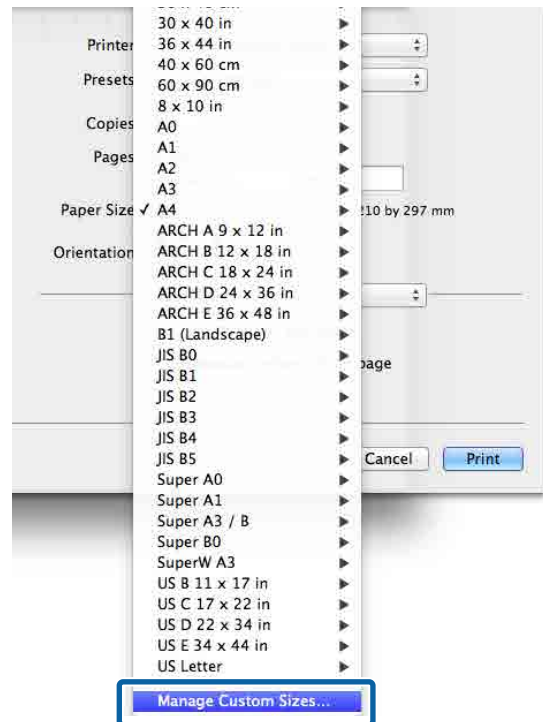 30 x 40 in
Printer 36 x 44 in
40 x 60 cm
Presets 60 x 90 cm
8 x 10 in
Copies A0
A1
Pages A2
A3
Paper Size ✓ A4 210 by 297 mm
ARCH A 9 x 12 in
Orientation ARCH B 12 x 18 in
ARCH C 18 x 24 in
ARCH D 24 x 36 in
ARCH E 36 x 48 in
B1 (Landscape)
JIS B0
JIS B1 page
JIS B2
JIS B3
JIS B4
JIS B5 Cancel Print
Super A0
Super A1
Super A3 / B
Super B0
SuperW A3
US B 11 x 17 in
US C 17 x 22 in
US D 22 x 34 in
US E 34 x 44 in
US Letter
Manage Custom Sizes...